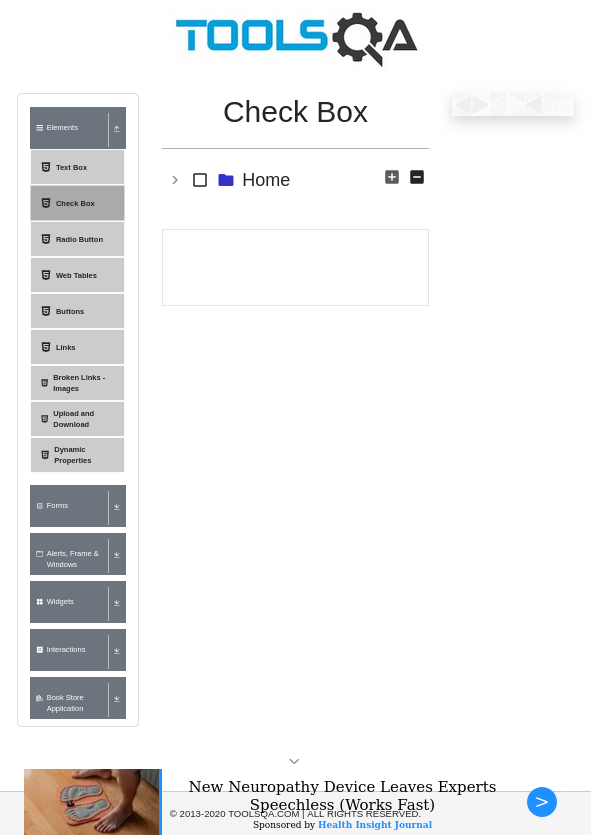 TOOLSQA
Elements
Text Box
Check Box
Radio Button
Web Tables
Buttons
Links
Broken Links -
Images
Upload and
Download
Dynamic
Properties
Forms
Alerts, Frame &
Windows
Widgets
Interactions
Book Store
Application
Check Box
Home
New Neuropathy Device Leaves Experts
Speechless (Works Fast)
© 2013-2020 TOOLSQA.COM | ALL RIGHTS RESERVED.
Sponsored by Health Insight Journal